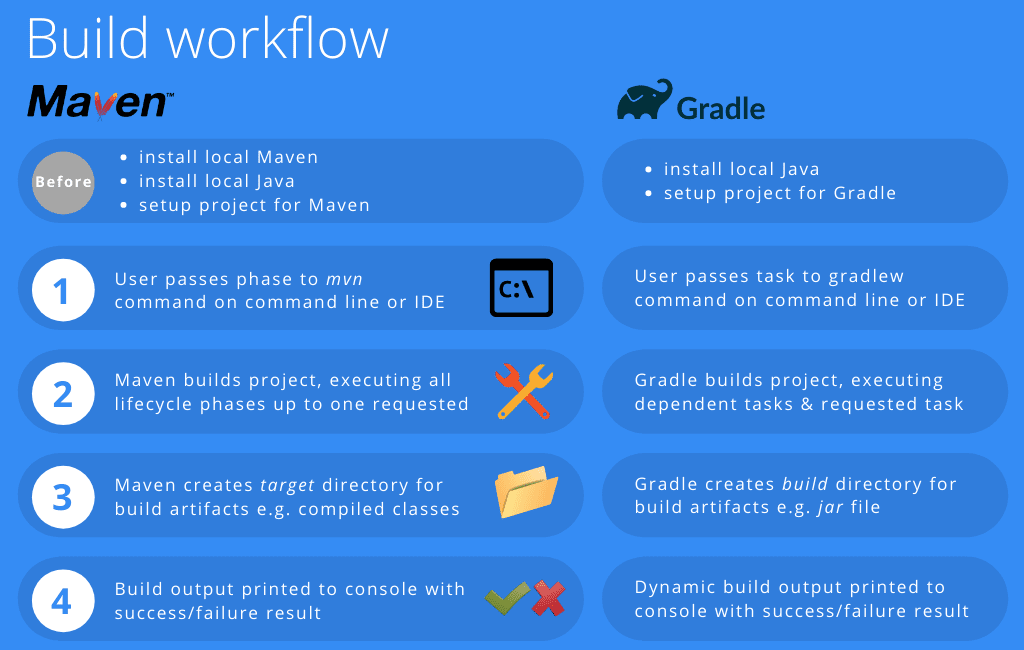 Build workflow
Maven™
Gradle
Before
• install local Maven
• install local Java
• setup project for Maven
• install local Java
• setup project for Gradle
1
User passes phase to mvn
command on command line or IDE
C:\
User passes task to gradlew
command on command line or IDE
2
Maven builds project, executing all
lifecycle phases up to one requested
Gradle builds project, executing
dependent tasks & requested task
3
Maven creates target directory for
build artifacts e.g. compiled classes
Gradle creates build directory for
build artifacts e.g. jar file
4
Build output printed to console with
success/failure result
Dynamic build output printed to
console with success/failure result